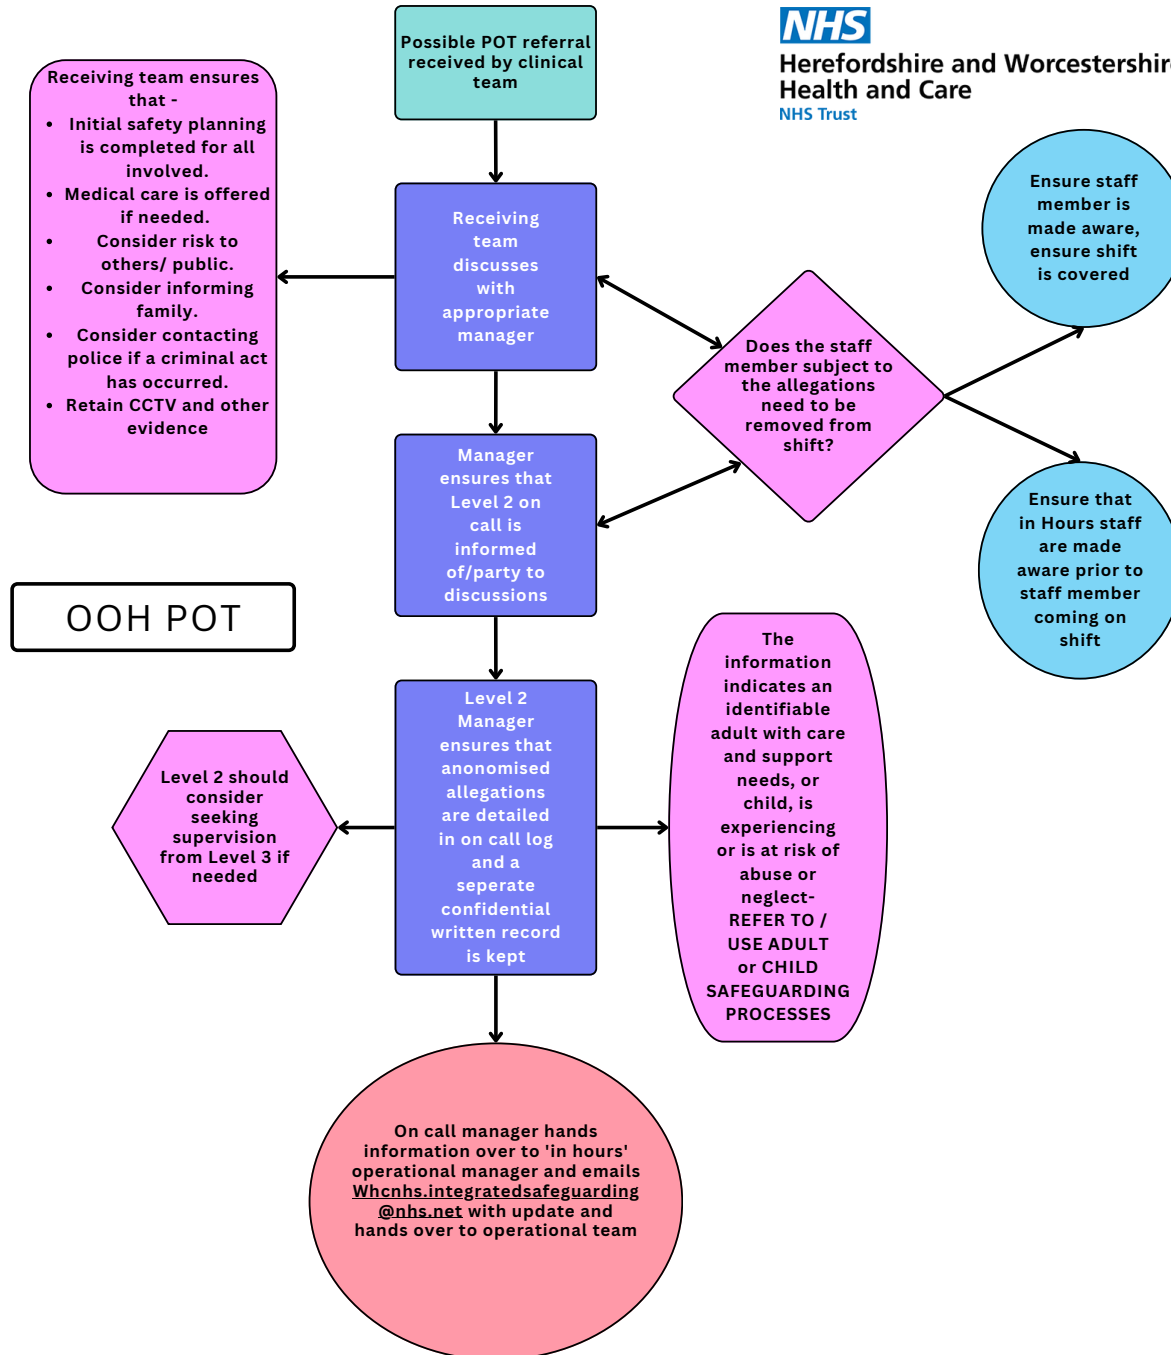 Possible POT referral
received by clinical
team
NHS
Herefordshire and Worcestershire
Health and Care
NHS Trust
Receiving team ensures
that -
• Initial safety planning
is completed for all
involved.
• Medical care is offered
if needed.
• Consider risk to
others/ public.
• Consider informing
family.
• Consider contacting
police if a criminal act
has occurred.
• Retain CCTV and other
evidence
Receiving
team
discusses
with
appropriate
manager
Does the staff
member subject to
the allegations
need to be
removed from
shift?
Ensure staff
member is
made aware,
ensure shift
is covered
Ensure that
in Hours staff
are made
aware prior to
staff member
coming on
shift
Manager
ensures that
Level 2 on
call is
informed
of/party to
discussions
OOH POT
Level 2
Manager
ensures that
anonomised
allegations
are detailed
in on call log
and a
seperate
confidential
written record
is kept
Level 2 should
consider
seeking
supervision
from Level 3 if
needed
The
information
indicates an
identifiable
adult with care
and support
needs, or
child, is
experiencing
or is at risk of
abuse or
neglect-
REFER TO /
USE ADULT
or CHILD
SAFEGUARDING
PROCESSES
On call manager hands
information over to 'in hours'
operational manager and emails
Whcnhs.integratedsafeguarding
@nhs.net with update and
hands over to operational team